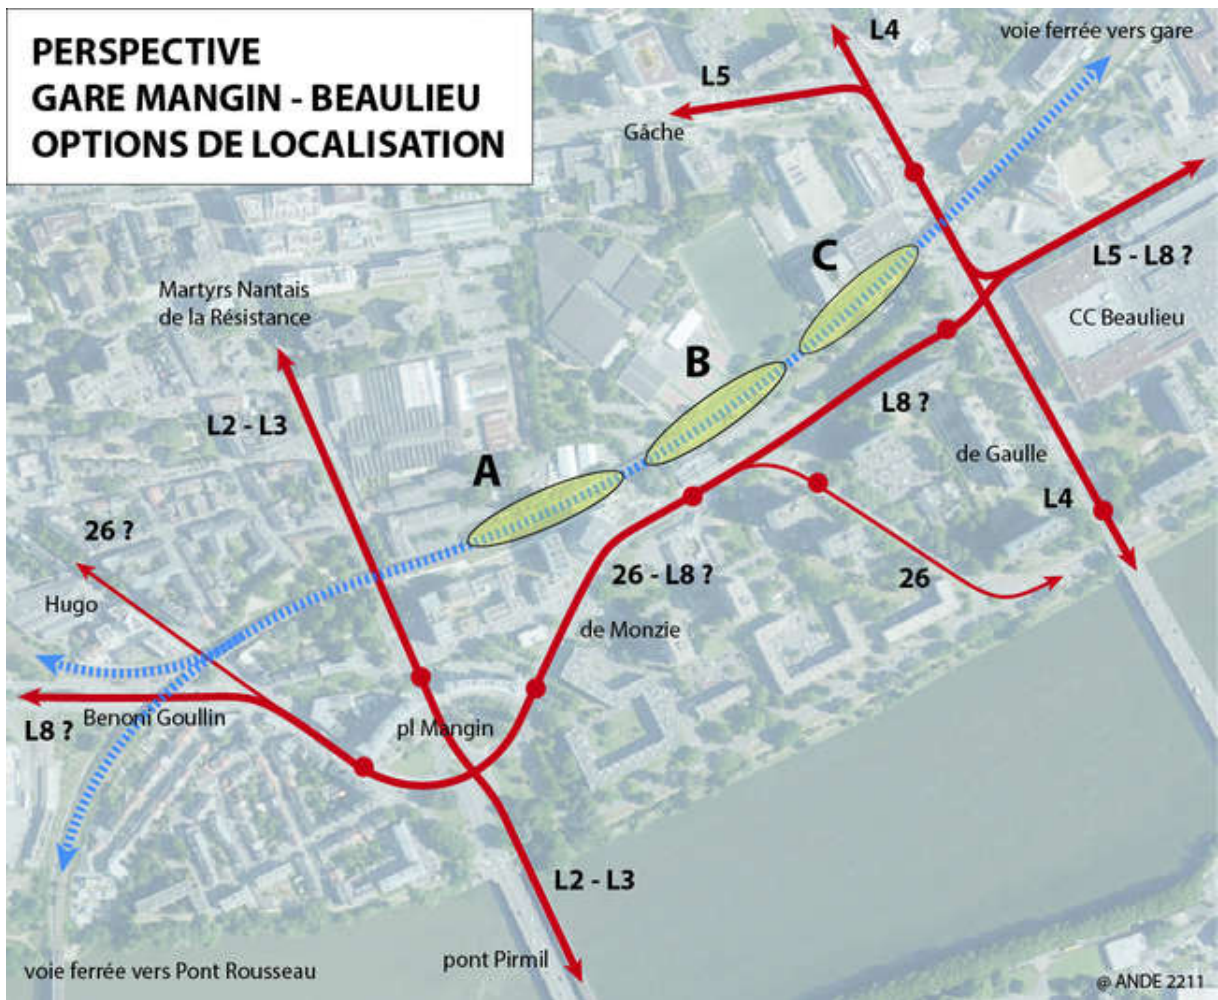 PERSPECTIVE
GARE MANGIN - BEAULIEU
OPTIONS DE LOCALISATION
L4
voie ferrée vers gare
L5
Gâche
C
L5 - L8 ?
Martyrs Nantais
de la Résistance
CC Beaulieu
B
L8 ?
L2 - L3
de Gaulle
A
L4
26 ?
26 - L8 ?
26
Hugo
de Monzie
Benoni Goullin
L8 ?
pl Mangin
L2 - L3
pont Pirmil
voie ferrée vers Pont Rousseau
@ ANDE 2211